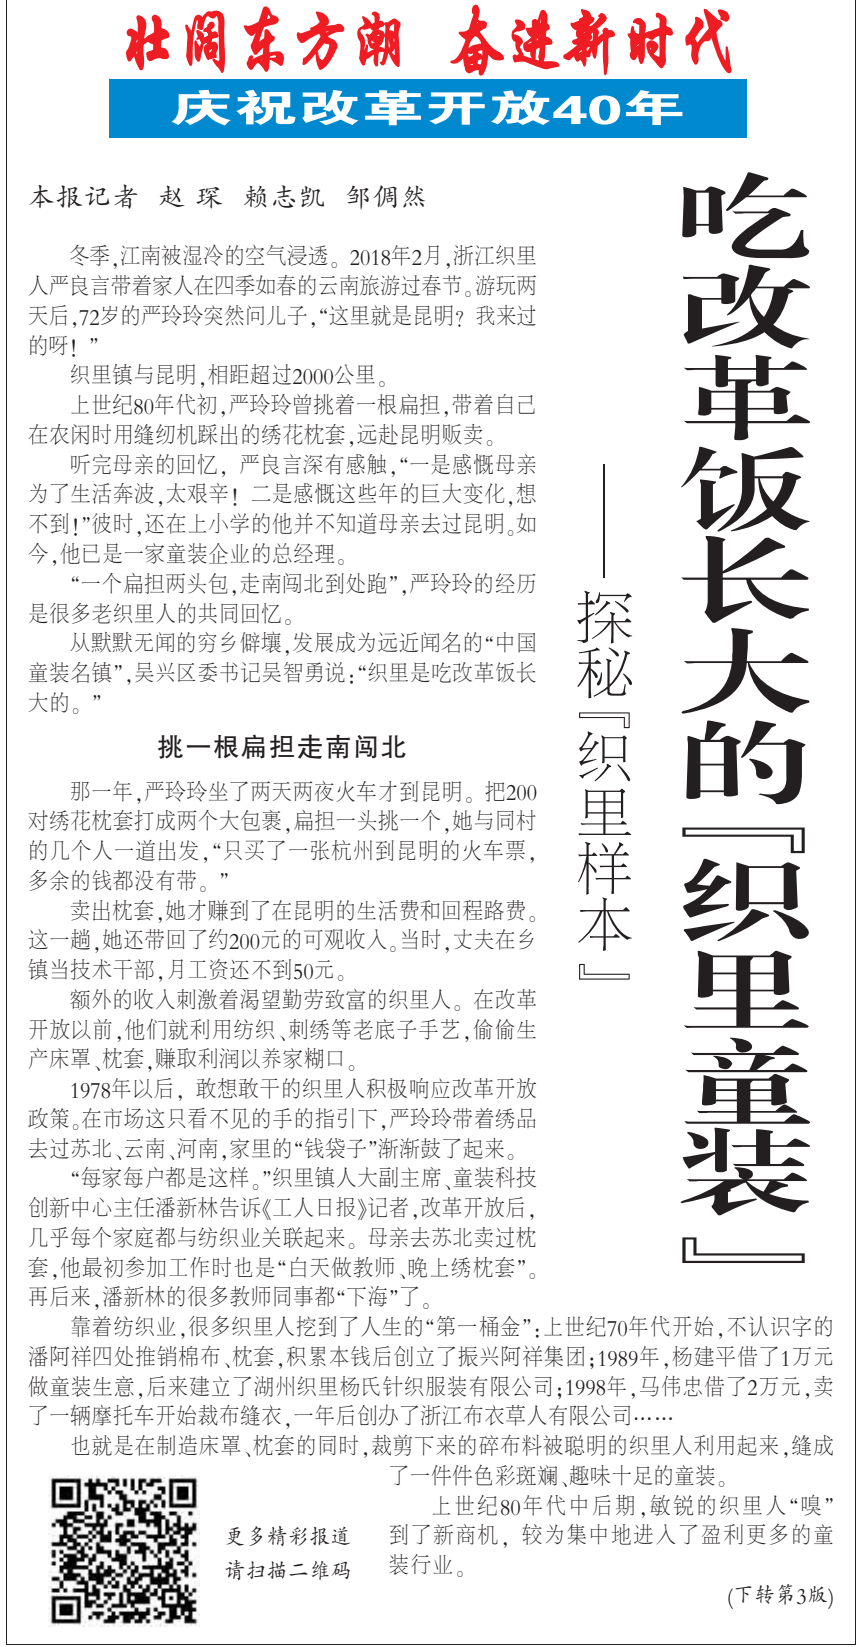 壮阔东方潮 奋进新时代
庆祝改革开放40年
吃改革饭长大的『织里童装』
——探秘『织里样本』
本报记者 赵琛 赖志凯 邹倜然
冬季,江南被湿冷的空气浸透。2018年2月,浙江织里
人严良言带着家人在四季如春的云南旅游过春节。游玩两
天后,72岁的严玲玲突然问儿子,“这里就是昆明？我来过
的呀！”
织里镇与昆明,相距超过2000公里。
上世纪80年代初,严玲玲曾挑着一根扁担,带着自己
在农闲时用缝纫机踩出的绣花枕套,远赴昆明贩卖。
听完母亲的回忆，严良言深有感触,“一是感慨母亲
为了生活奔波,太艰辛！二是感慨这些年的巨大变化,想
不到！”彼时,还在上小学的他并不知道母亲去过昆明。如
今,他已是一家童装企业的总经理。
“一个扁担两头包,走南闯北到处跑”,严玲玲的经历
是很多老织里人的共同回忆。
从默默无闻的穷乡僻壤,发展成为远近闻名的“中国
童装名镇”,吴兴区委书记吴智勇说:“织里是吃改革饭长
大的。”
挑一根扁担走南闯北
那一年,严玲玲坐了两天两夜火车才到昆明。把200
对绣花枕套打成两个大包裹,扁担一头挑一个,她与同村
的几个人一道出发,“只买了一张杭州到昆明的火车票,
多余的钱都没有带。”
卖出枕套,她才赚到了在昆明的生活费和回程路费。
这一趟,她还带回了约200元的可观收入。当时,丈夫在乡
镇当技术干部,月工资还不到50元。
额外的收入刺激着渴望勤劳致富的织里人。在改革
开放以前,他们就利用纺织、刺绣等老底子手艺,偷偷生
产床罩、枕套,赚取利润以养家糊口。
1978年以后，敢想敢干的织里人积极响应改革开放
政策。在市场这只看不见的手的指引下,严玲玲带着绣品
去过苏北、云南、河南,家里的“钱袋子”渐渐鼓了起来。
“每家每户都是这样。”织里镇人大副主席、童装科技
创新中心主任潘新林告诉《工人日报》记者,改革开放后,
几乎每个家庭都与纺织业关联起来。母亲去苏北卖过枕
套,他最初参加工作时也是“白天做教师、晚上绣枕套”。
再后来,潘新林的很多教师同事都“下海”了。
靠着纺织业,很多织里人挖到了人生的“第一桶金”:上世纪70年代开始,不认识字的
潘阿祥四处推销棉布、枕套,积累本钱后创立了振兴阿祥集团;1989年,杨建平借了1万元
做童装生意,后来建立了湖州织里杨氏针织服装有限公司;1998年,马伟忠借了2万元,卖
了一辆摩托车开始裁布缝衣,一年后创办了浙江布衣草人有限公司……
也就是在制造床罩、枕套的同时,裁剪下来的碎布料被聪明的织里人利用起来,缝成
了一件件色彩斑斓、趣味十足的童装。
上世纪80年代中后期,敏锐的织里人“嗅”
到了新商机，较为集中地进入了盈利更多的童
装行业。
(下转第3版)
更多精彩报道
请扫描二维码